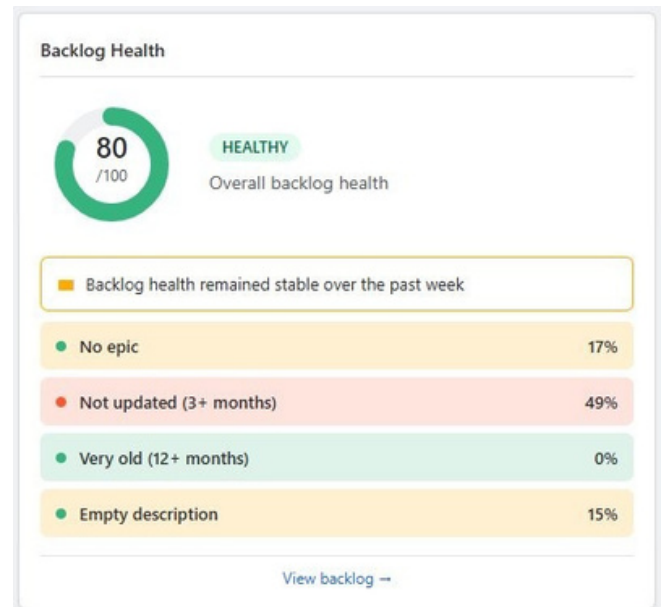 Backlog Health
80
/100
HEALTHY
Overall backlog health
Backlog health remained stable over the past week
No epic 17%
Not updated (3+ months) 49%
Very old (12+ months) 0%
Empty description 15%
View backlog →